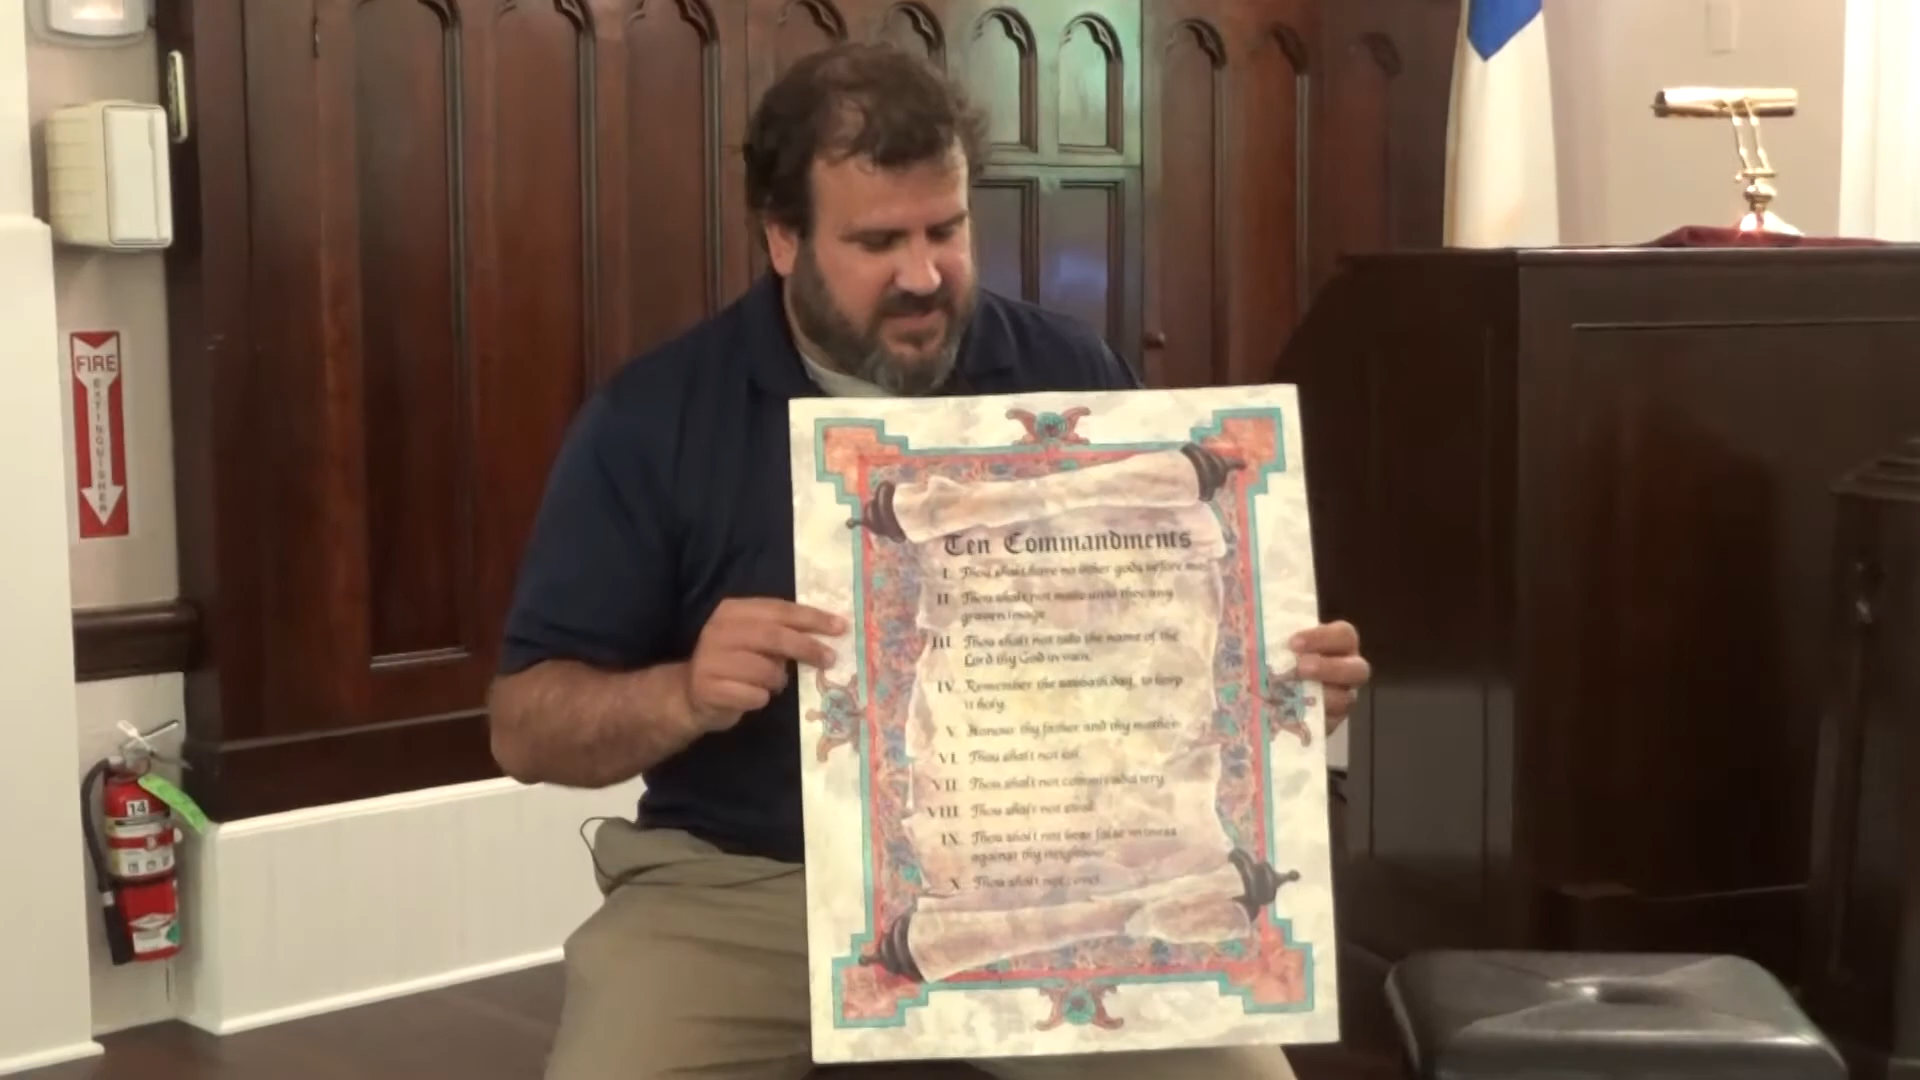 FIRE
EXTINGUISHER
14
Ten Commandments
I. Thou shalt have no other gods before me.
II Thou shalt not make unto thee any
graven image
III. Thou shalt not take the name of the
Lord thy God in vain.
IV. Remember the sabbath day, to keep
it holy.
V. Honour thy father and thy mother.
VI. Thou shalt not kill.
VII. Thou shalt not commit adultery.
VIII. Thou shalt not steal.
IX. Thou shalt not bear false witness
against thy neighbour.
X. Thou shalt not covet.